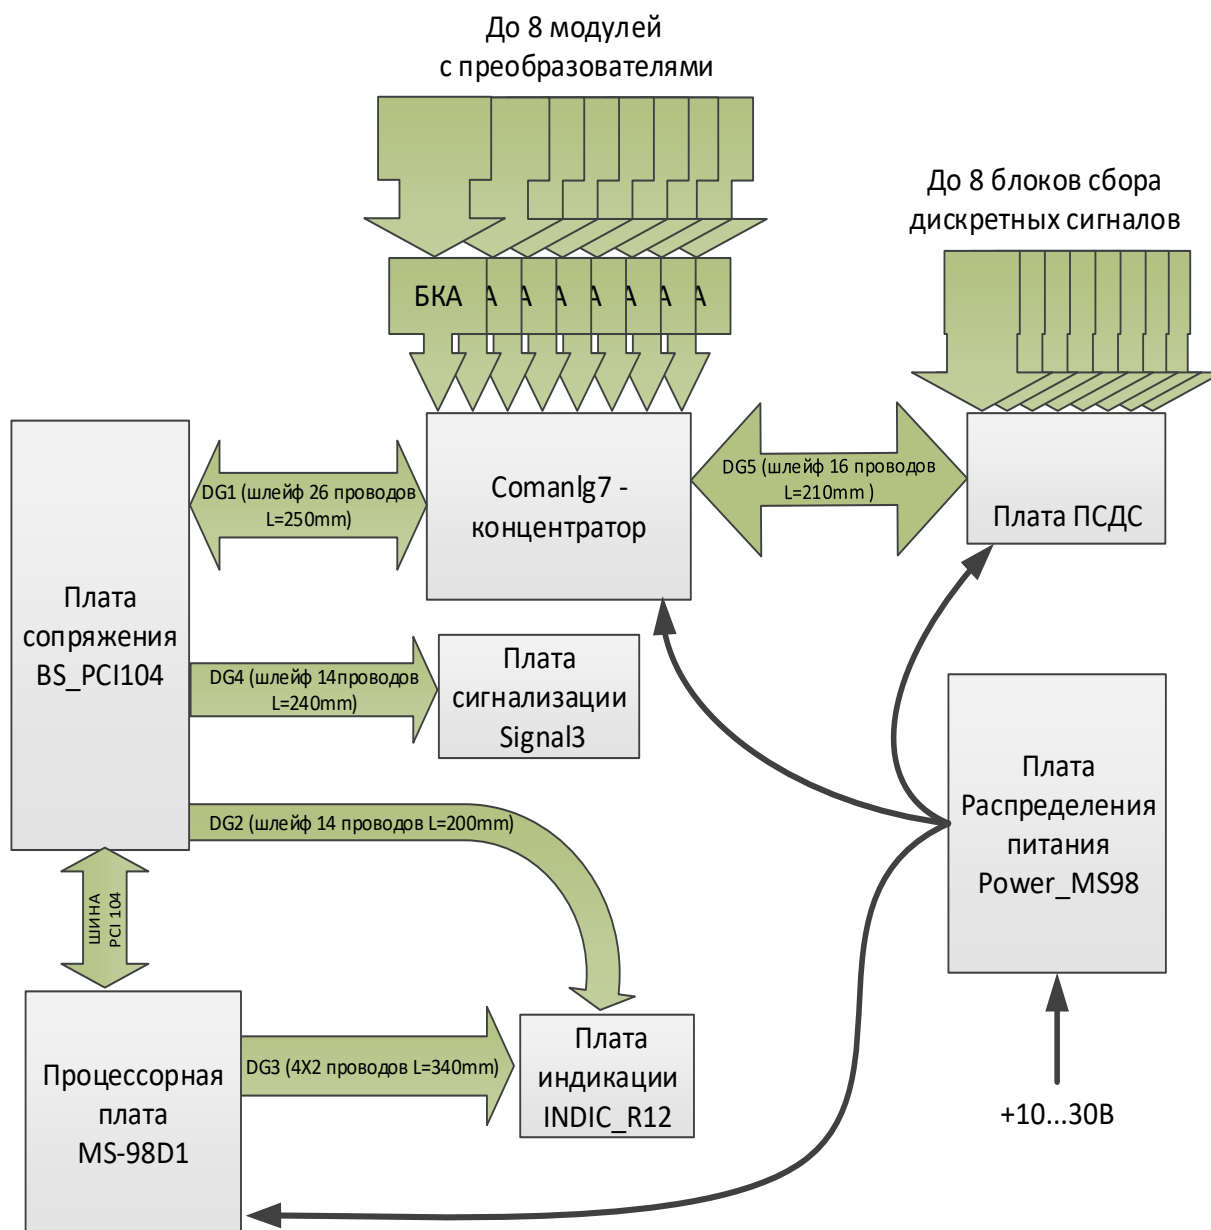 До 8 модулей
с преобразователями
До 8 блоков сбора
дискретных сигналов
БКА А А А А А А А
DG1 (шлейф 26 проводов
L=250mm)
Comanlg7 -
концентратор
DG5 (шлейф 16 проводов
L=210mm )
Плата ПСДС
Плата
сопряжения
BS_PCI104
DG4 (шлейф 14проводов
L=240mm)
Плата
сигнализации
Signal3
Плата
Распределения
питания
Power_MS98
DG2 (шлейф 14 проводов L=200mm)
ШИНА
PCI 104
Процессорная
плата
MS-98D1
DG3 (4X2 проводов L=340mm)
Плата
индикации
INDIC_R12
+10...30В